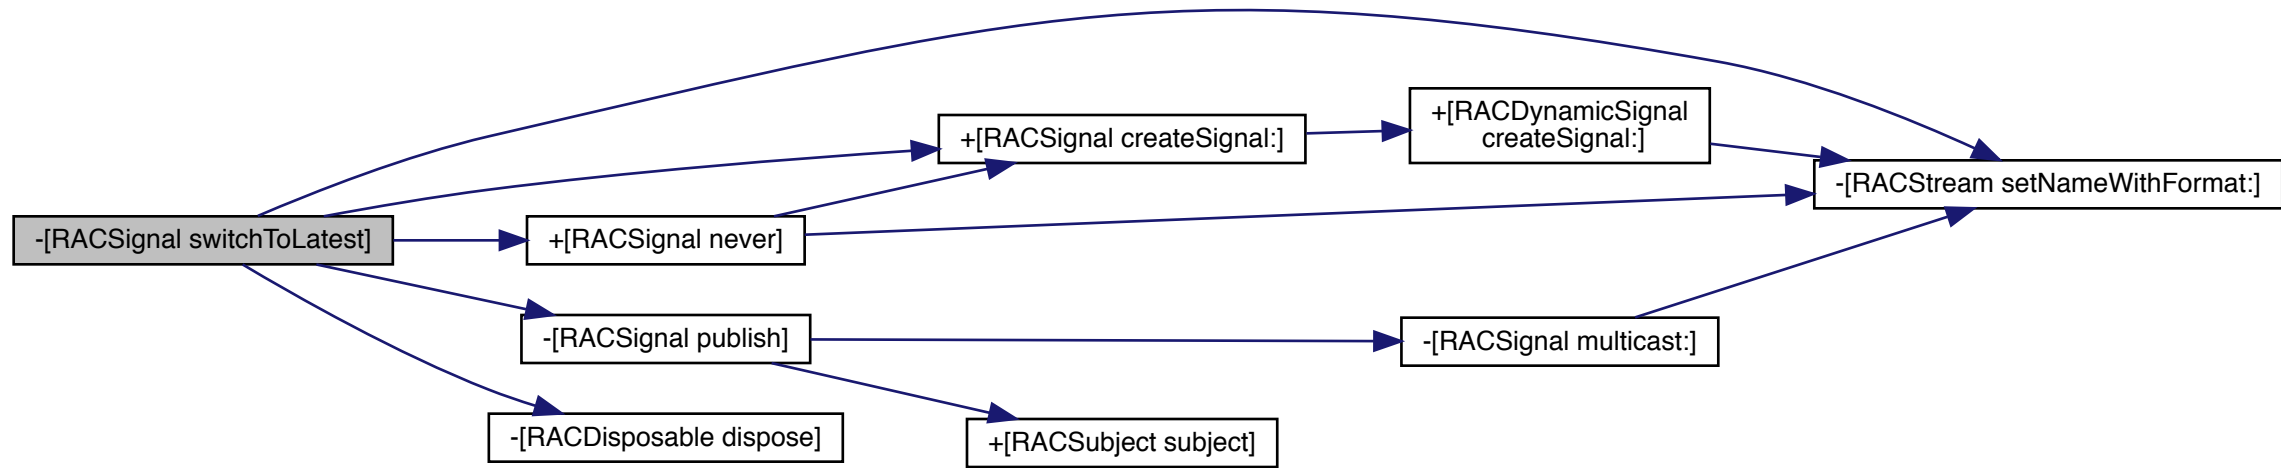 +[RACDynamicSignal
createSignal:]
+[RACSignal createSignal:]
-[RACStream setNameWithFormat:]
-[RACSignal switchToLatest]
+[RACSignal never]
-[RACSignal publish]
-[RACSignal multicast:]
-[RACDisposable dispose]
+[RACSubject subject]